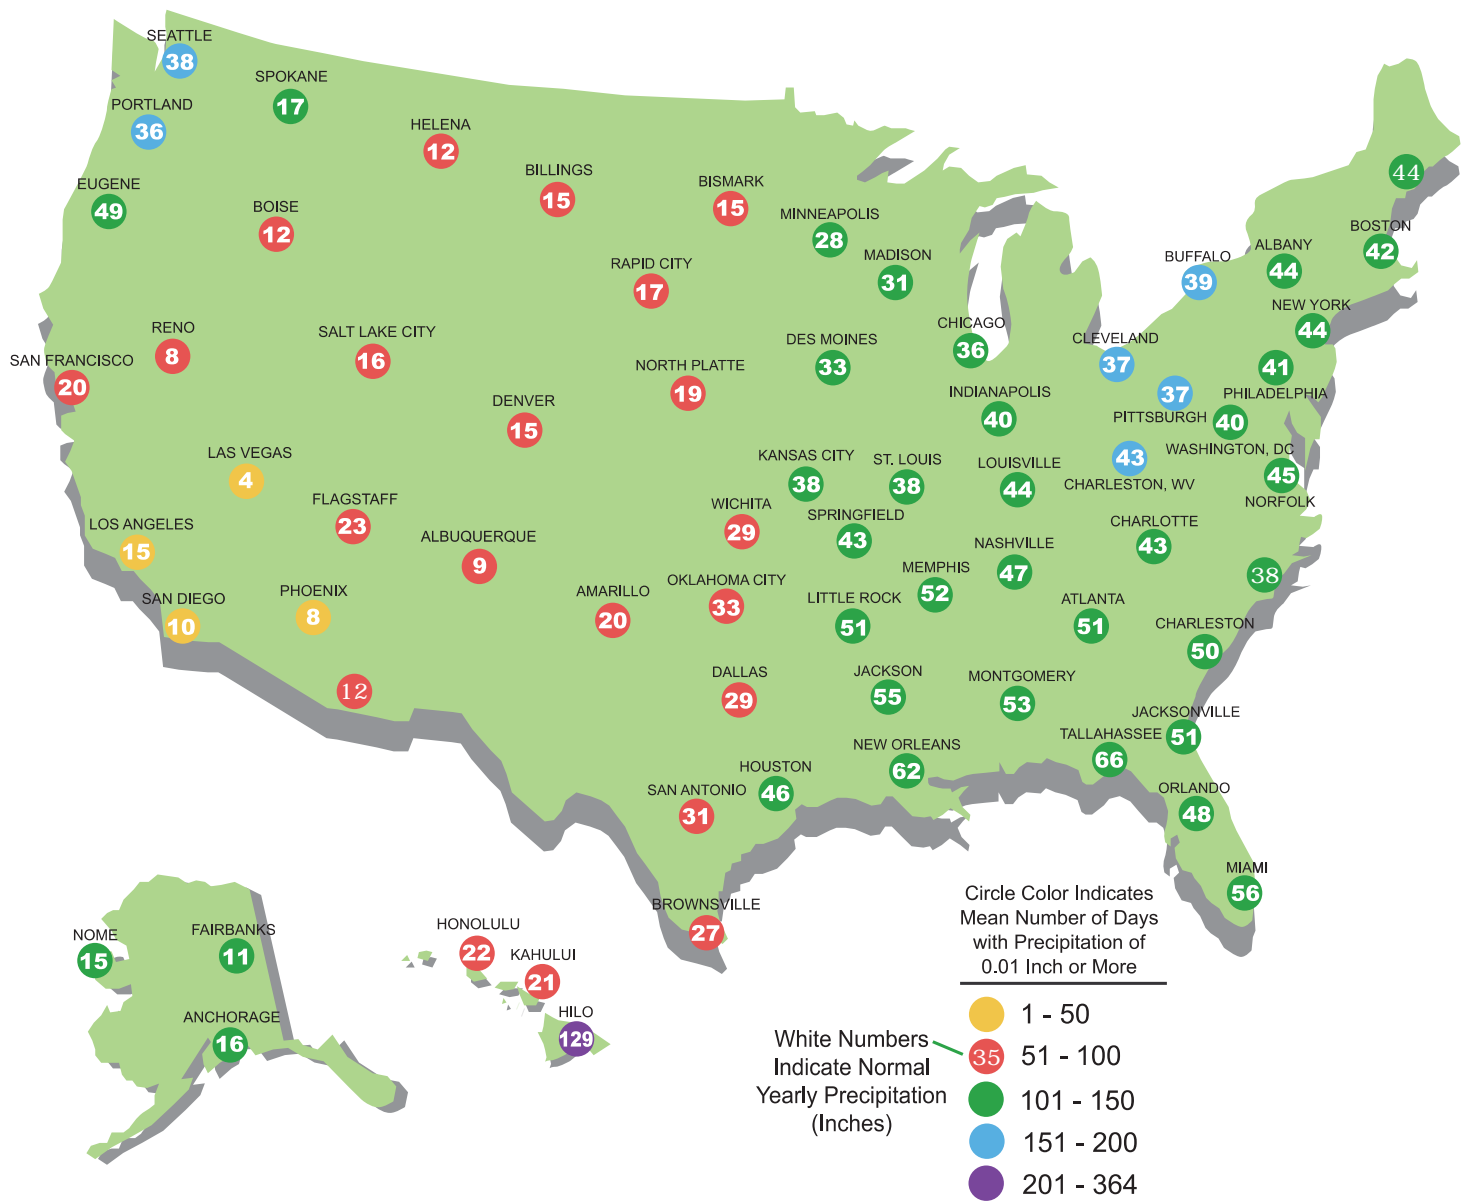 SEATTLE
38
SPOKANE
17
PORTLAND
36
HELENA
12
BILLINGS
15
BISMARK
15
EUGENE
49
BOISE
12
MINNEAPOLIS
28
MADISON
31
44
BOSTON
42
ALBANY
44
BUFFALO
39
RAPID CITY
17
NEW YORK
44
RENO
8
SALT LAKE CITY
16
SAN FRANCISCO
20
CHICAGO
36
DES MOINES
33
CLEVELAND
37
NORTH PLATTE
19
41
PHILADELPHIA
37
PITTSBURGH
INDIANAPOLIS
40
DENVER
15
40
WASHINGTON, DC
LAS VEGAS
4
KANSAS CITY
38
ST. LOUIS
38
LOUISVILLE
44
43
CHARLESTON, WV
45
NORFOLK
FLAGSTAFF
23
WICHITA
29
SPRINGFIELD
43
LOS ANGELES
15
ALBUQUERQUE
9
CHARLOTTE
43
NASHVILLE
47
MEMPHIS
52
38
SAN DIEGO
10
PHOENIX
8
AMARILLO
20
OKLAHOMA CITY
33
LITTLE ROCK
51
ATLANTA
51
CHARLESTON
50
12
DALLAS
29
JACKSON
55
MONTGOMERY
53
JACKSONVILLE
51
TALLAHASSEE
66
NEW ORLEANS
62
HOUSTON
46
SAN ANTONIO
31
ORLANDO
48
MIAMI
56
BROWNSVILLE
27
NOME
15
FAIRBANKS
11
ANCHORAGE
16
HONOLULU
22
KAHULUI
21
HILO
129
Circle Color Indicates
Mean Number of Days
with Precipitation of
0.01 Inch or More
1 - 50
35
51 - 100
101 - 150
151 - 200
201 - 364
White Numbers
Indicate Normal
Yearly Precipitation
(Inches)